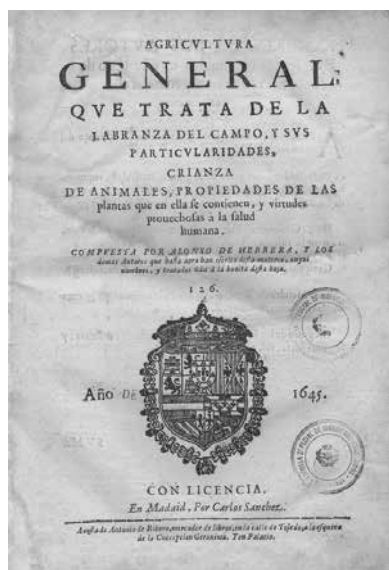 AGRICVLTVRA
GENERAL;
QVE TRATA DE LA
LABRANZA DEL CAMPO, Y SVS
PARTICVLARIDADES,
CRIANZA
DE ANIMALES, PROPIEDADES DE LAS
plantas que en ella se contienen, y virtudes
prouechosas à la salud
humana.
COMPVESTA POR ALONSO DE HERRERA, Y LOS
demas Autores que hasta agora han escrito desta materia, cuyos
nombres, y tratados van à la buelta desta hoja.
126.
Año DE 1645.
CON LICENCIA.
En Madrid, Por Carlos Sanchez.
A costa de Antonio de Ribero, mercader de libros, en la calle de Toledo, a la esquina
de la Concepcion Geronima. Y en Palacio.